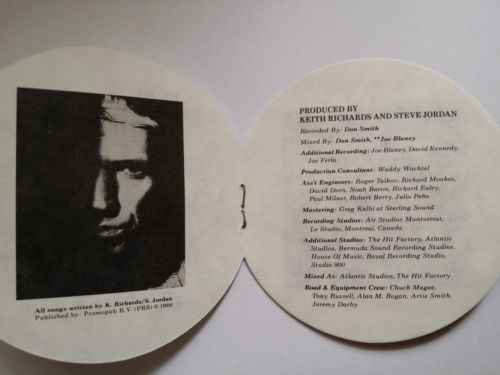 All songs written by K. Richards/S. Jordan
Published by: Promopub B.V. (PRS) © 1988
PRODUCED BY
KEITH RICHARDS AND STEVE JORDAN
Recorded By: Don Smith
Mixed By: Don Smith, **Joe Blaney
Additional Recording: Joe Blaney, David Kennedy,
Joe Ferla
Production Consultant: Waddy Wachtel
Ass't Engineers: Roger Talkov, Richard Moakes,
David Dorn, Noah Baron, Richard Ealey,
Paul Milner, Robert Berry, Julio Peña
Mastering: Greg Kalbi at Sterling Sound
Recording Studios: Air Studios Montserrat,
Le Studio, Montreal, Canada
Additional Studios: The Hit Factory, Atlantic
Studios, Bermuda Sound Recording Studios,
House Of Music, Royal Recording Studio,
Studio 900
Mixed At: Atlantic Studios, The Hit Factory
Road & Equipment Crew: Chuck Magee,
Tony Russell, Alan M. Rogan, Artie Smith,
Jeremy Darby